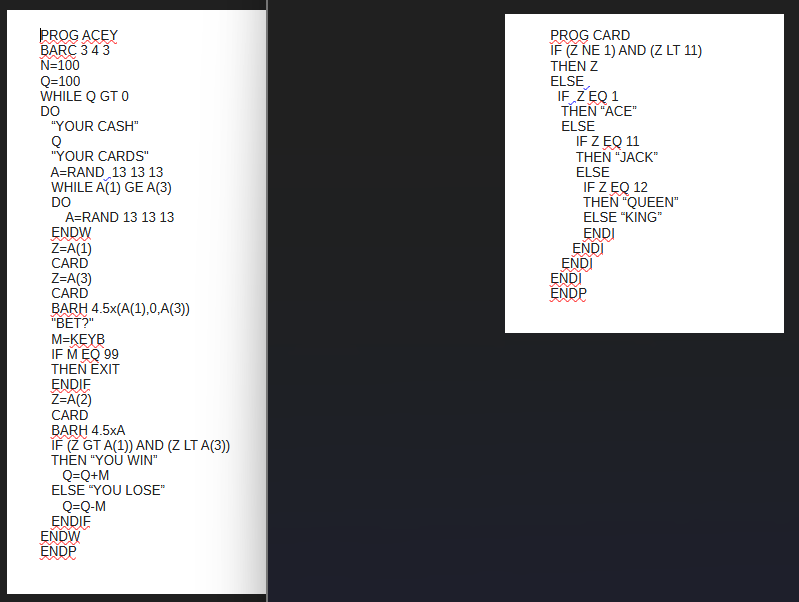 PROG ACEY
BARC 3 4 3
N=100
Q=100
WHILE Q GT 0
DO
“YOUR CASH”
Q
"YOUR CARDS"
A=RAND  13 13 13
WHILE A(1) GE A(3)
DO
A=RAND 13 13 13
ENDW
Z=A(1)
CARD
Z=A(3)
CARD
BARH 4.5x(A(1),0,A(3))
"BET?"
M=KEYB
IF M EQ 99
THEN EXIT
ENDIF
Z=A(2)
CARD
BARH 4.5xA
IF (Z GT A(1)) AND (Z LT A(3))
THEN “YOU WIN”
Q=Q+M
ELSE “YOU LOSE”
Q=Q-M
ENDIF
ENDW
ENDP
PROG CARD
IF (Z NE 1) AND (Z LT 11)
THEN Z
ELSE
IF  Z EQ 1
THEN “ACE”
ELSE
IF Z EQ 11
THEN “JACK”
ELSE
IF Z EQ 12
THEN “QUEEN”
ELSE “KING”
ENDI
ENDI
ENDI
ENDI
ENDP